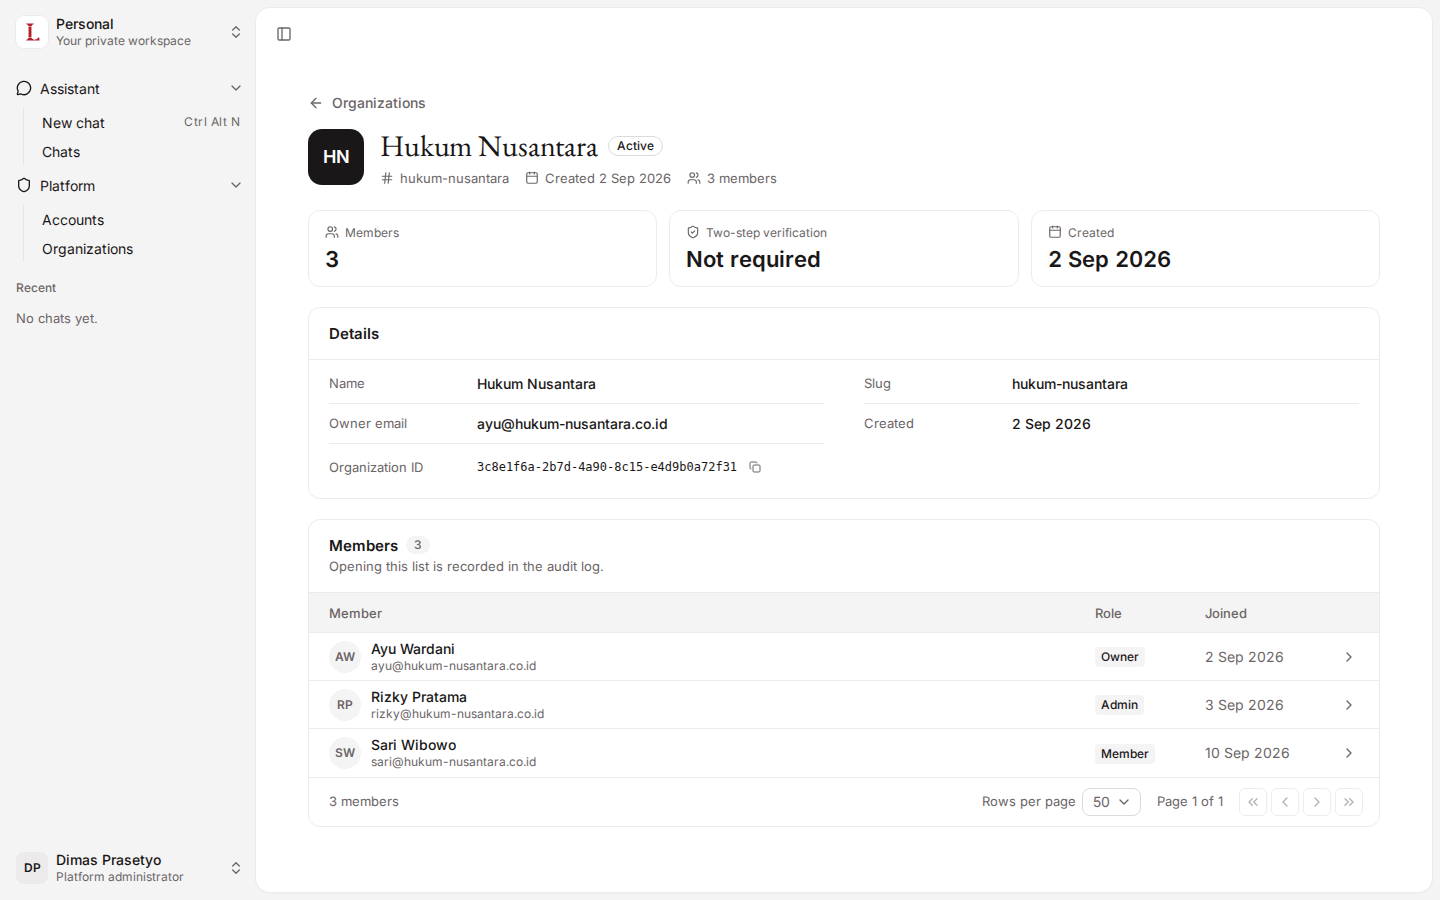 L
Personal
Your private workspace
Assistant
New chat
Ctrl Alt N
Chats
Platform
Accounts
Organizations
Recent
No chats yet.
DP
Dimas Prasetyo
Platform administrator
Organizations
HN
Hukum Nusantara
Active
hukum-nusantara
Created 2 Sep 2026
3 members
Members
3
Two-step verification
Not required
Created
2 Sep 2026
Details
Name
Hukum Nusantara
Slug
hukum-nusantara
Owner email
ayu@hukum-nusantara.co.id
Created
2 Sep 2026
Organization ID
3c8e1f6a-2b7d-4a90-8c15-e4d9b0a72f31
Members 3
Opening this list is recorded in the audit log.
Member Role Joined
AW
Ayu Wardani
ayu@hukum-nusantara.co.id
Owner
2 Sep 2026
RP
Rizky Pratama
rizky@hukum-nusantara.co.id
Admin
3 Sep 2026
SW
Sari Wibowo
sari@hukum-nusantara.co.id
Member
10 Sep 2026
3 members
Rows per page 50
Page 1 of 1